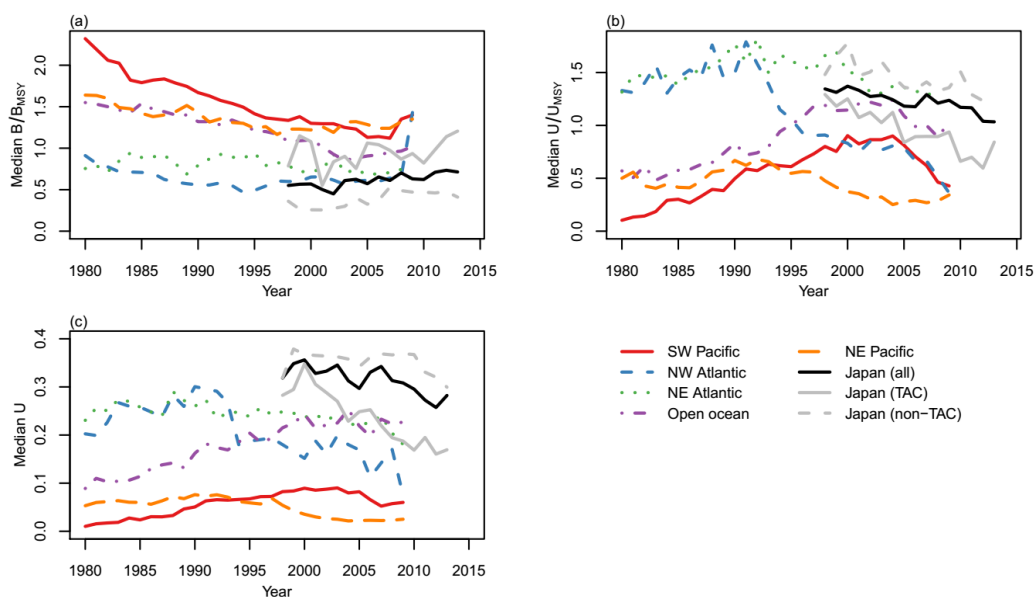 (a)
Median B/B_MSY
0.0 0.5 1.0 1.5 2.0
1980 1985 1990 1995 2000 2005 2010 2015
Year
(b)
Median U/U_MSY
0.0 0.5 1.0 1.5
1980 1985 1990 1995 2000 2005 2010 2015
Year
(c)
Median U
0.0 0.1 0.2 0.3 0.4
1980 1985 1990 1995 2000 2005 2010 2015
Year
SW Pacific
NW Atlantic
NE Atlantic
Open ocean
NE Pacific
Japan (all)
Japan (TAC)
Japan (non−TAC)